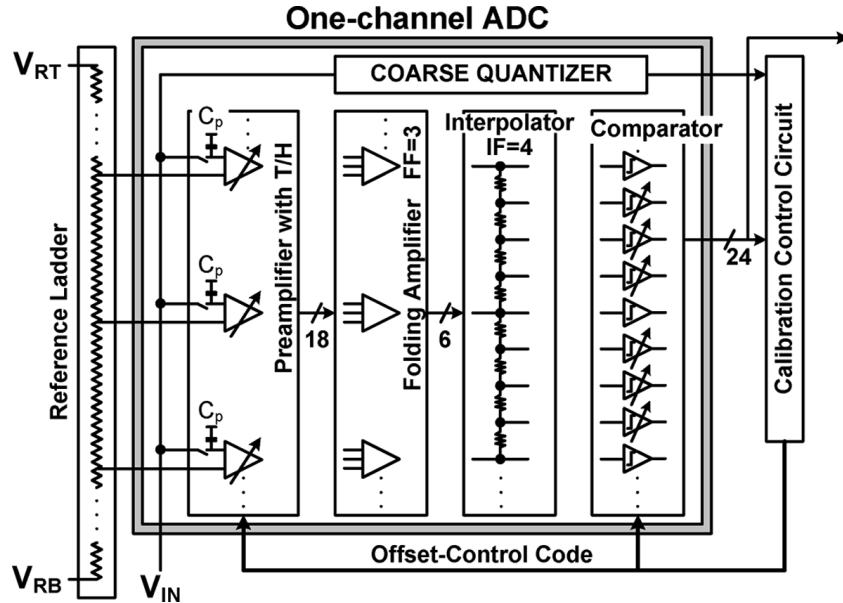 One-channel ADC
V_RT
COARSE QUANTIZER
Reference Ladder
C_p
C_p
C_p
Preamplifier with T/H
18
Folding Amplifier
FF=3
6
Interpolator
IF=4
Comparator
24
Calibration Control Circuit
Offset-Control Code
V_RB
V_IN